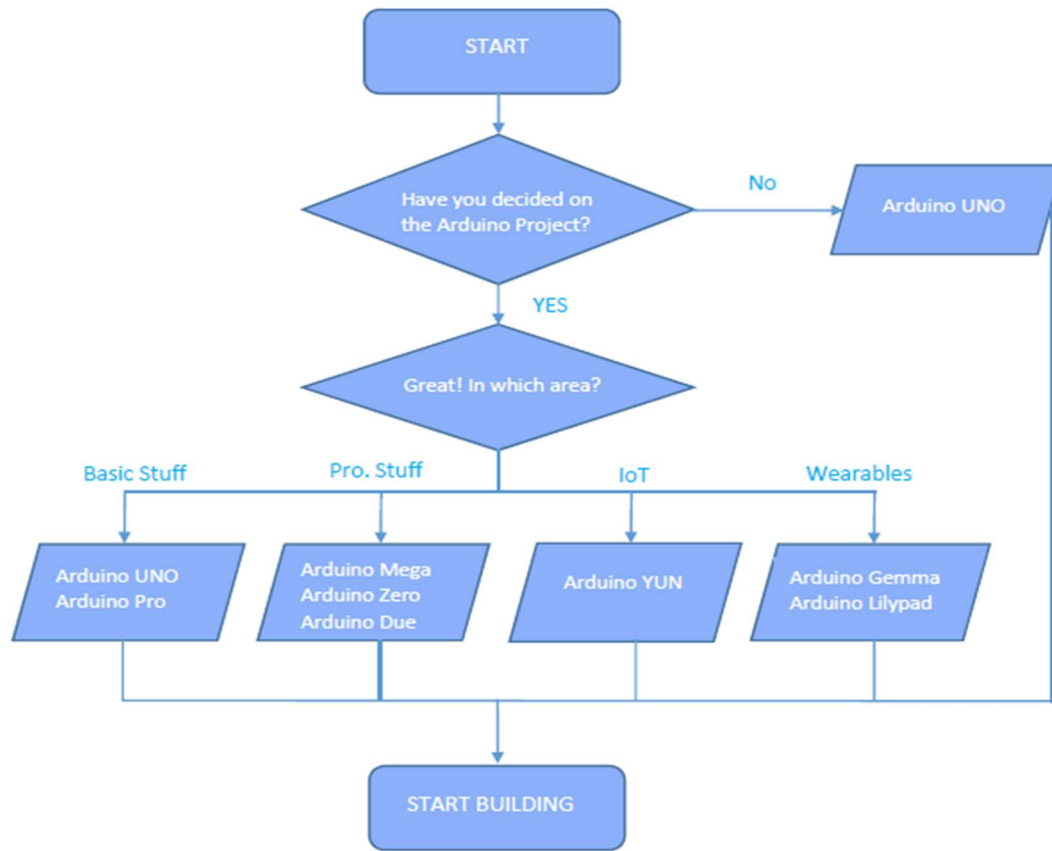 START
Have you decided on
the Arduino Project?
No
Arduino UNO
YES
Great! In which area?
Basic Stuff
Pro. Stuff
IoT
Wearables
Arduino UNO
Arduino Pro
Arduino Mega
Arduino Zero
Arduino Due
Arduino YUN
Arduino Gemma
Arduino Lilypad
START BUILDING